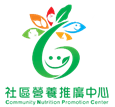 社區營養推廣中心
Community Nutrition Promotion Center